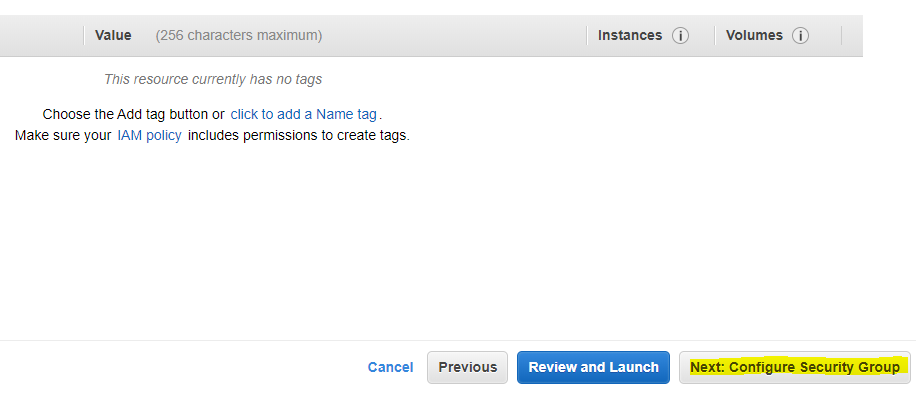 Value (256 characters maximum) Instances i Volumes i
This resource currently has no tags
Choose the Add tag button or click to add a Name tag.
Make sure your IAM policy includes permissions to create tags.
Cancel Previous Review and Launch Next: Configure Security Group